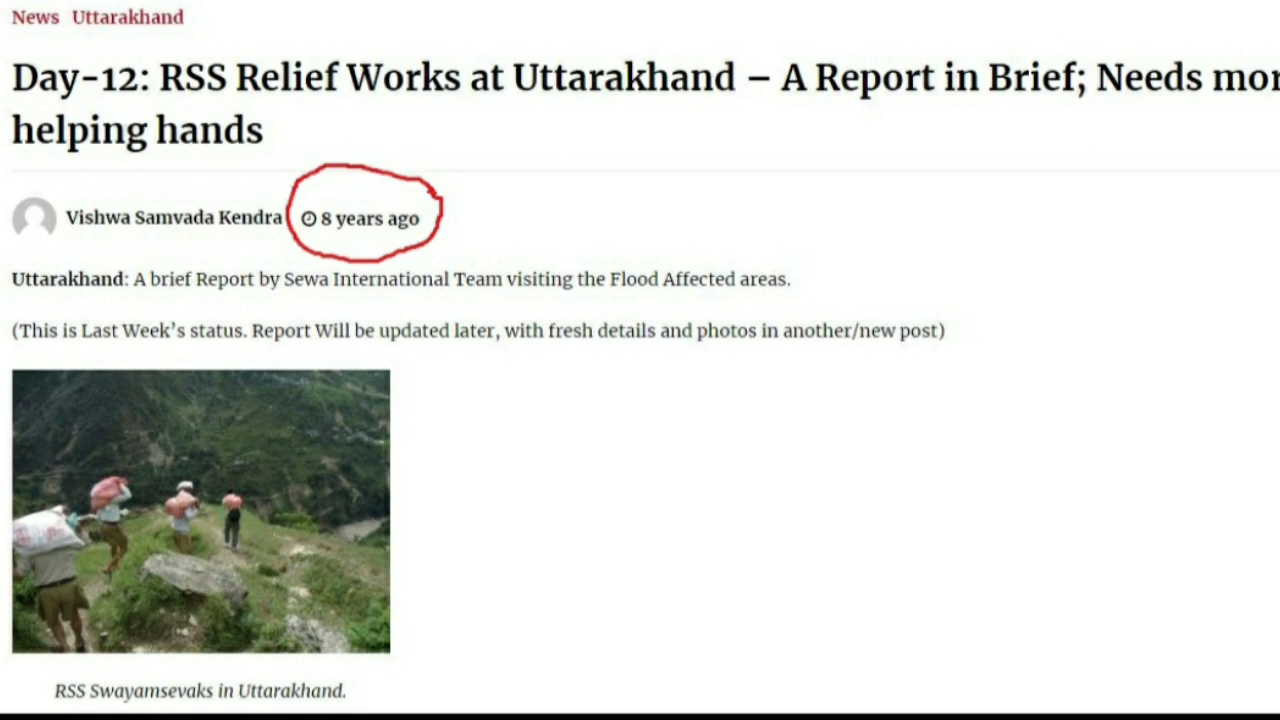 News Uttarakhand
Day-12: RSS Relief Works at Uttarakhand – A Report in Brief; Needs
helping hands
Vishwa Samvada Kendra 8 years ago
Uttarakhand: A brief Report by Sewa International Team visiting the Flood Affected areas.
(This is Last Week's status. Report Will be updated later, with fresh details and photos in another/new post)
RSS Swayamsevaks in Uttarakhand.